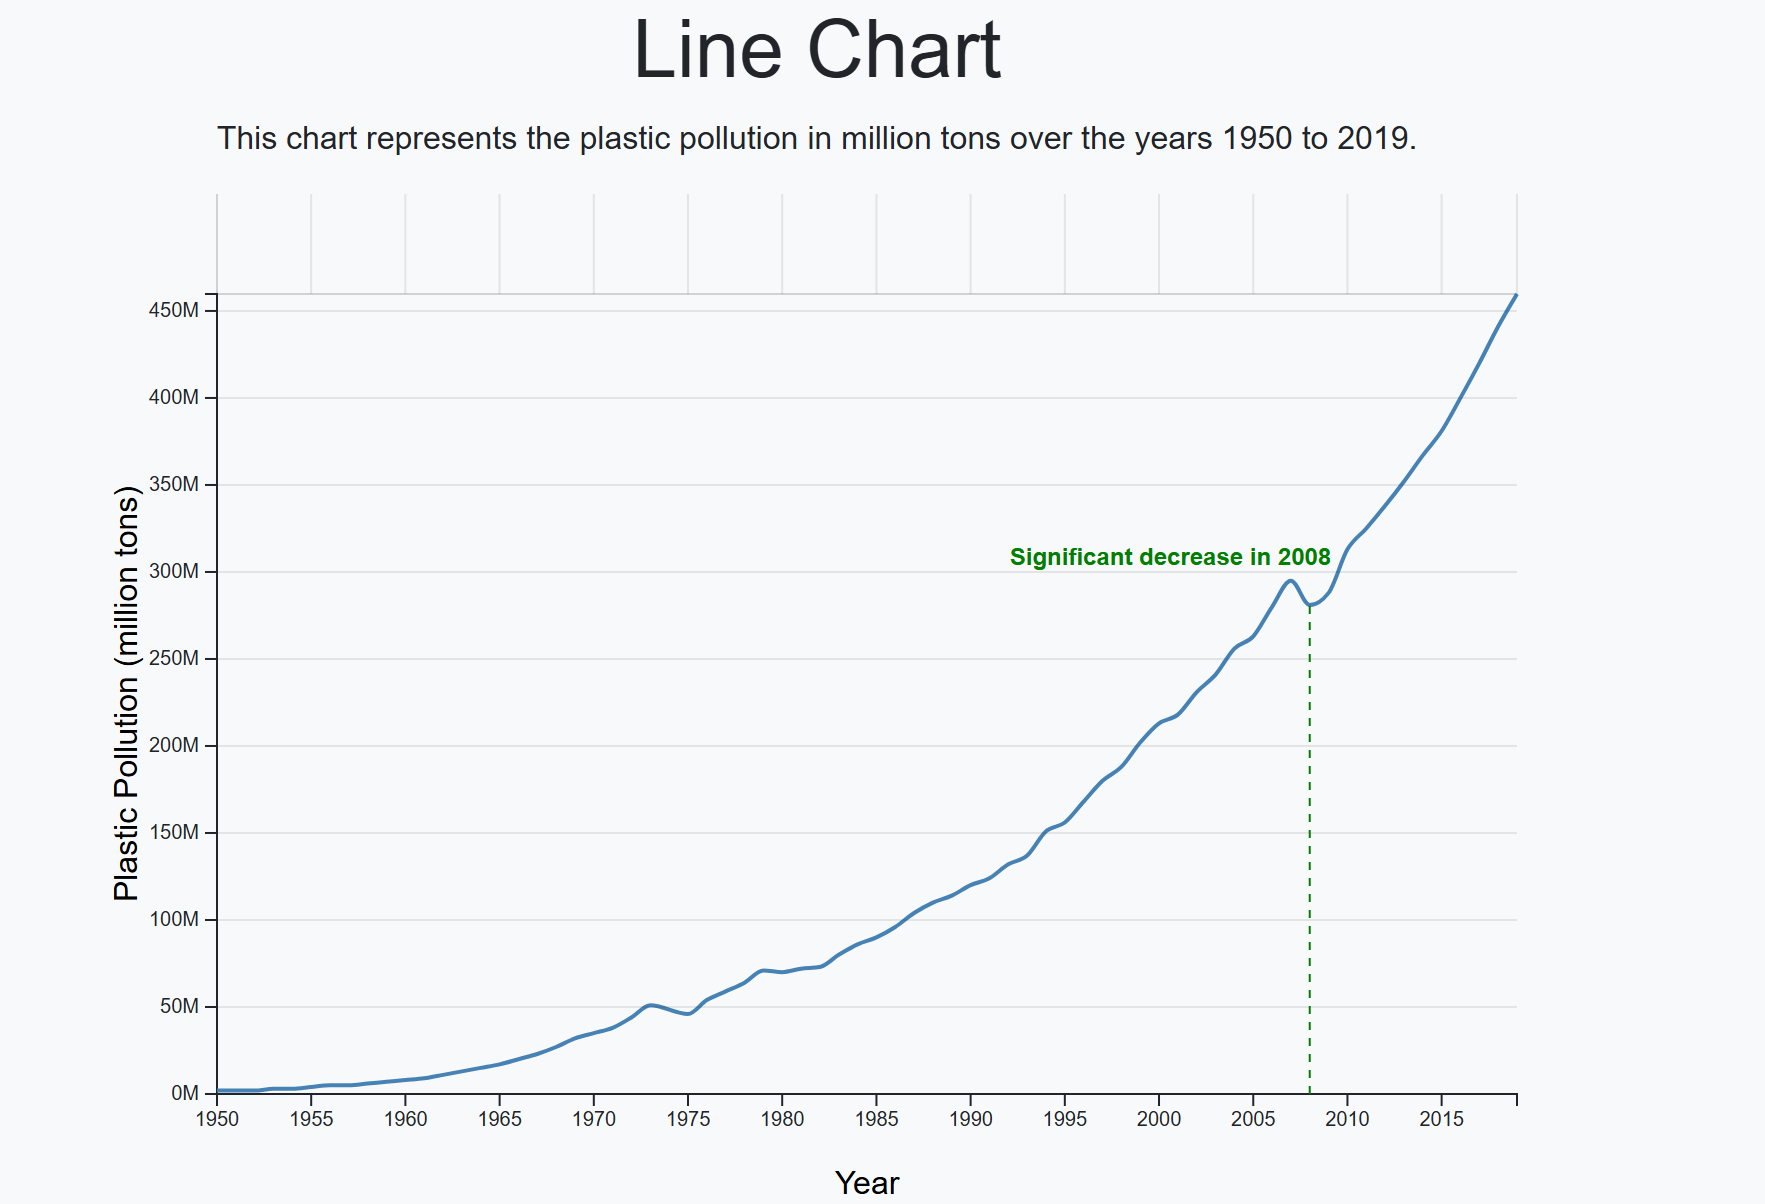 Line Chart
This chart represents the plastic pollution in million tons over the years 1950 to 2019.
Plastic Pollution (million tons)
450M
400M
350M
300M
250M
200M
150M
100M
50M
0M
Significant decrease in 2008
1950 1955 1960 1965 1970 1975 1980 1985 1990 1995 2000 2005 2010 2015
Year